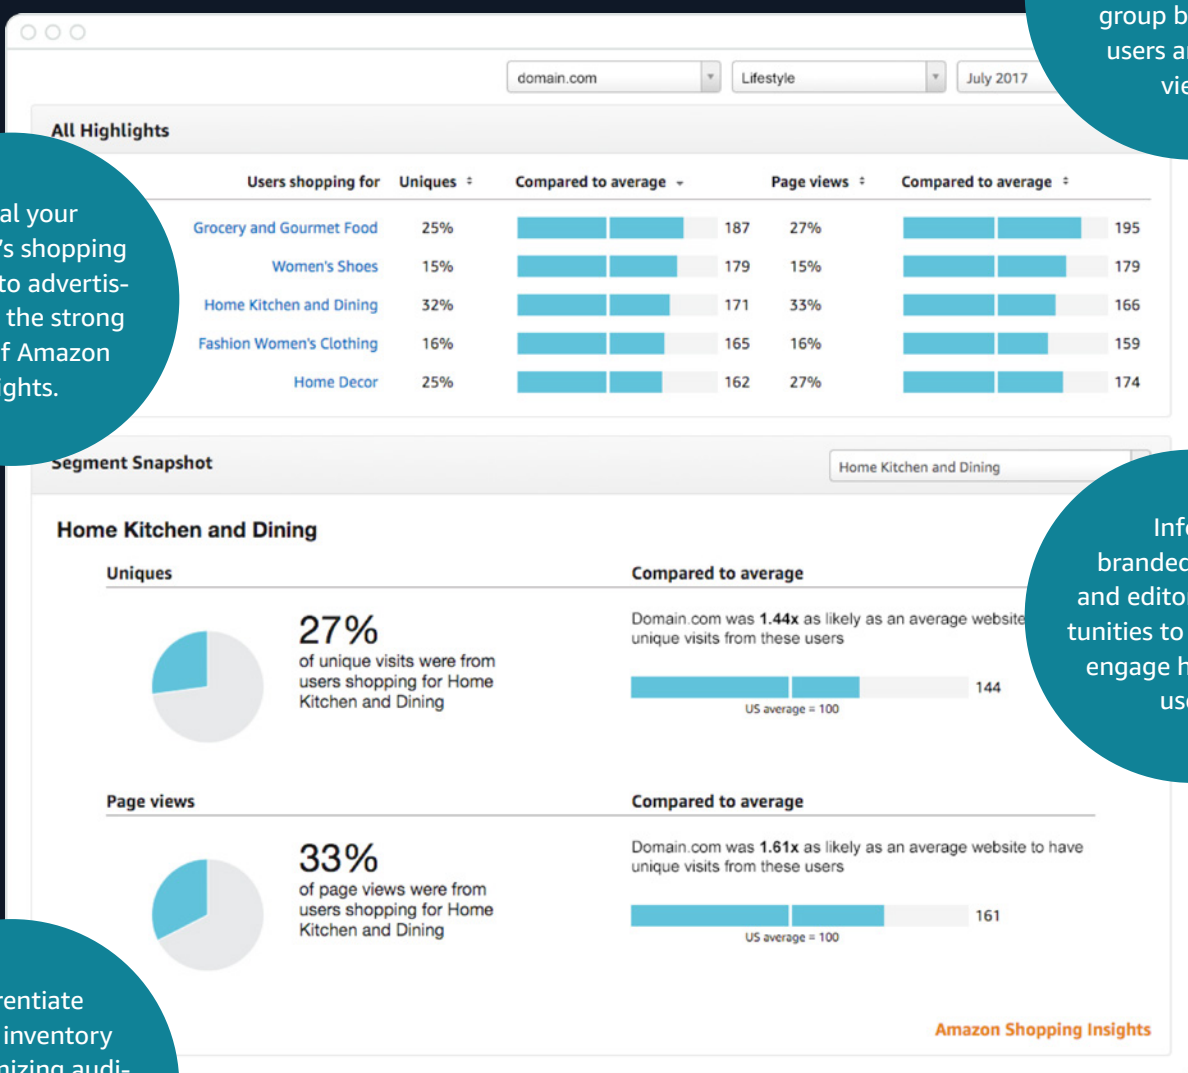 group b
users a
vie
domain.com Lifestyle July 2017
All Highlights
Users shopping for Uniques Compared to average Page views Compared to average
Grocery and Gourmet Food 25% 187 27% 195
Women's Shoes 15% 179 15% 179
Home Kitchen and Dining 32% 171 33% 166
Fashion Women's Clothing 16% 165 16% 159
Home Decor 25% 162 27% 174
al your
's shopping
to advertis-
the strong
f Amazon
ights.
Segment Snapshot Home Kitchen and Dining
Home Kitchen and Dining
Uniques
27%
of unique visits were from
users shopping for Home
Kitchen and Dining
Compared to average
Domain.com was 1.44x as likely as an average website
unique visits from these users
144
US average = 100
Inf
branded
and editor
tunities to
engage h
us
Page views
33%
of page views were from
users shopping for Home
Kitchen and Dining
Compared to average
Domain.com was 1.61x as likely as an average website to have
unique visits from these users
161
US average = 100
rentiate
inventory
nizing audi-
Amazon Shopping Insights